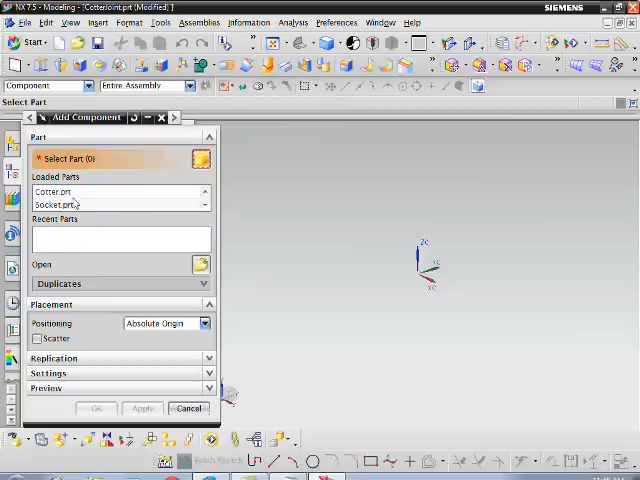 NX 7.5 - Modeling - [CotterJoint.prt (Modified) ]
SIEMENS
File Edit View Insert Format Tools Assemblies Information Analysis Preferences Window Help
Start
Component Entire Assembly
Select Part
Add Component
Part
* Select Part (0)
Loaded Parts
Cotter.prt
Socket.prt
Recent Parts
Open
Duplicates
Placement
Positioning Absolute Origin
Scatter
Replication
Settings
Preview
OK Apply Cancel
ZC
YC
XC
Finish Sketch